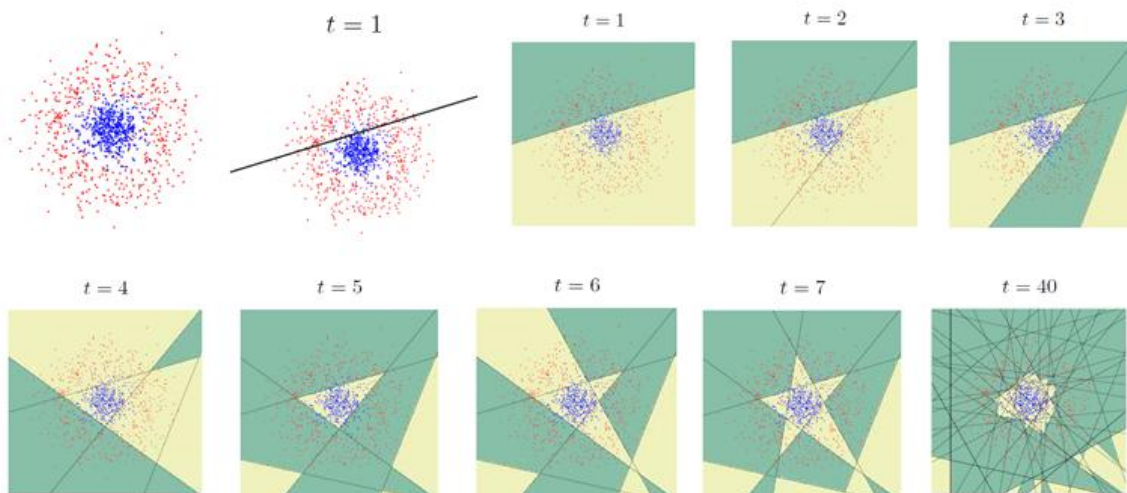 t = 1
t = 1
t = 2
t = 3
t = 4
t = 5
t = 6
t = 7
t = 40